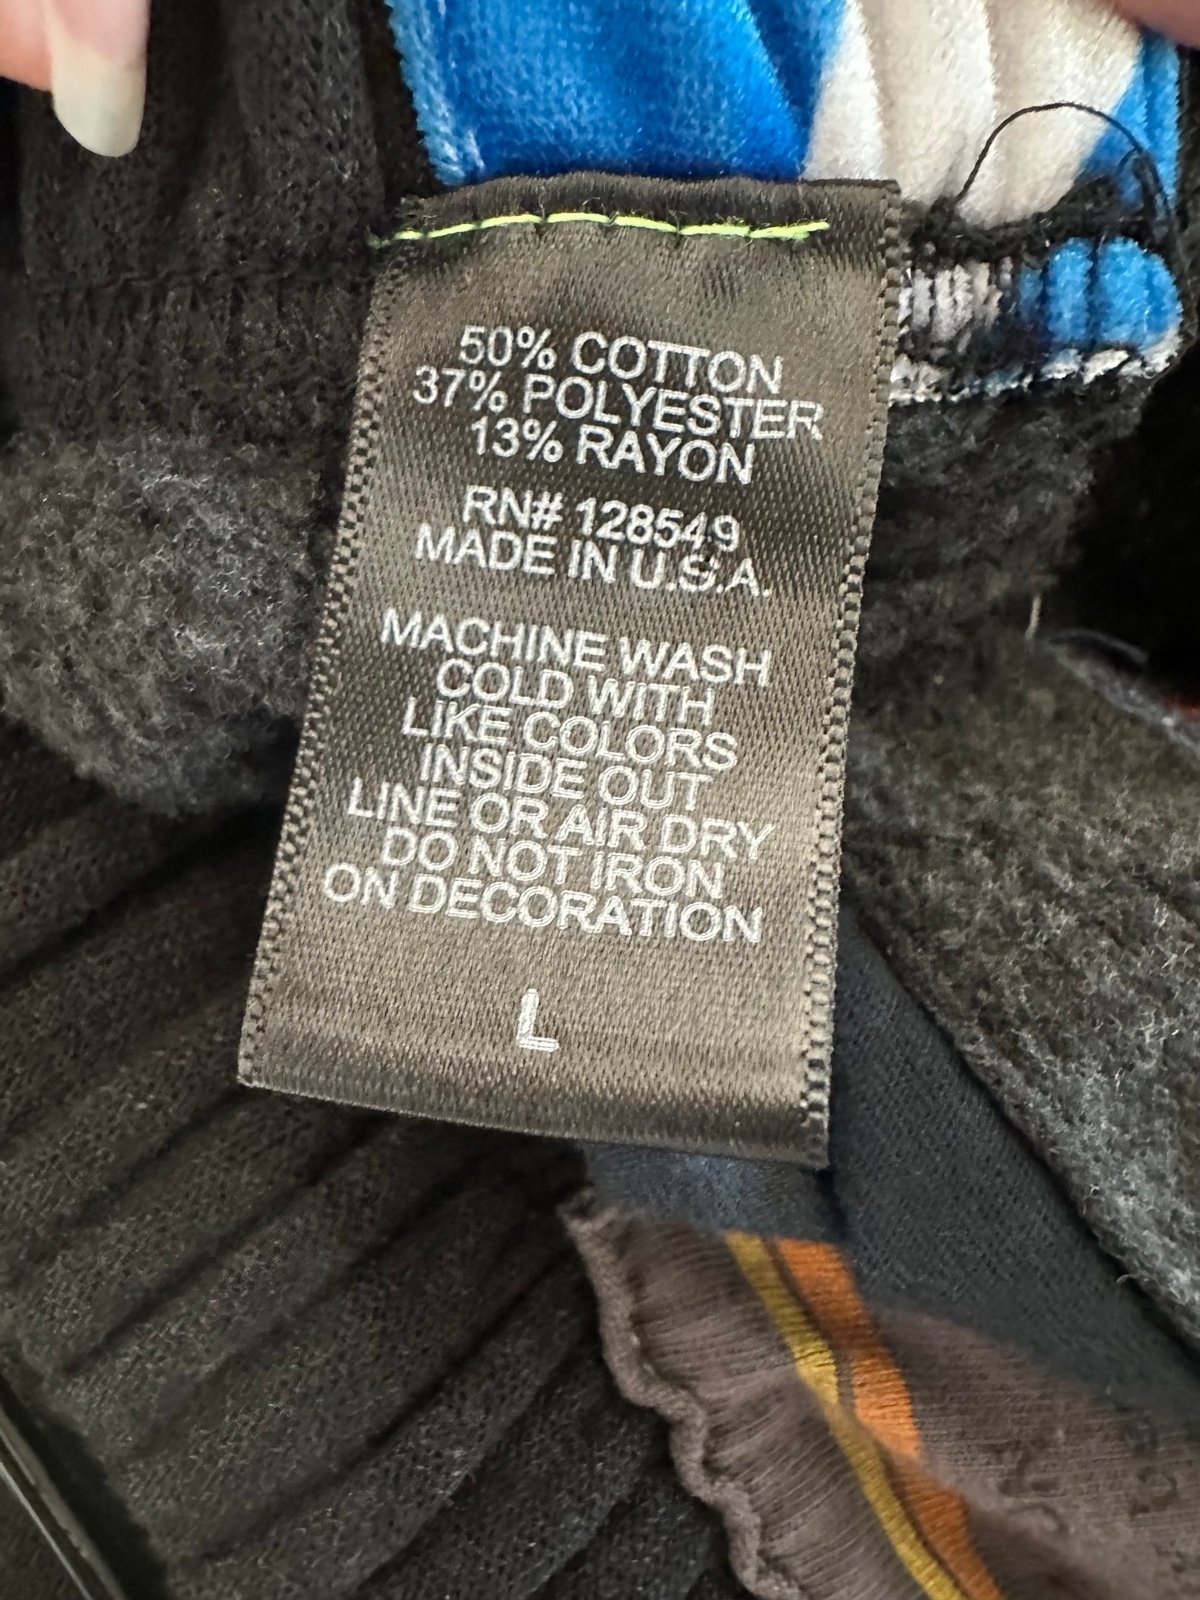 50% COTTON
37% POLYESTER
13% RAYON
RN# 128549
MADE IN U.S.A.
MACHINE WASH
COLD WITH
LIKE COLORS
INSIDE OUT
LINE OR AIR DRY
DO NOT IRON
ON DECORATION
L